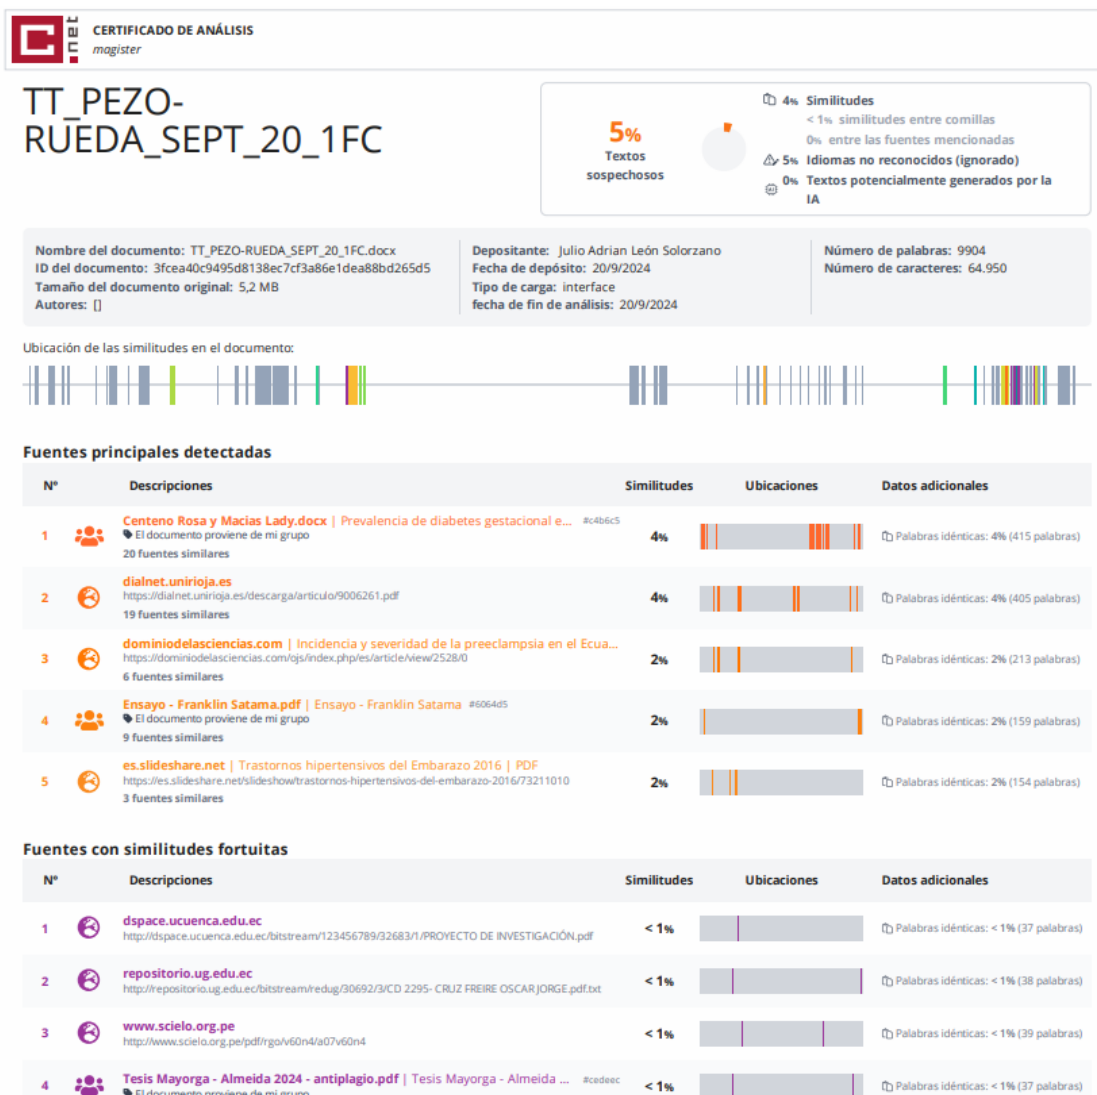 C
.net
CERTIFICADO DE ANÁLISIS
magister
TT_PEZO-
RUEDA_SEPT_20_1FC
5%
Textos
sospechosos
4% Similitudes
< 1% similitudes entre comillas
0% entre las fuentes mencionadas
5% Idiomas no reconocidos (ignorado)
0% Textos potencialmente generados por la
IA
Nombre del documento: TT_PEZO-RUEDA_SEPT_20_1FC.docx
ID del documento: 3fcea40c9495d8138ec7cf3a86e1dea88bd265d5
Tamaño del documento original: 5,2 MB
Autores: []
Depositante: Julio Adrian León Solorzano
Fecha de depósito: 20/9/2024
Tipo de carga: interface
fecha de fin de análisis: 20/9/2024
Número de palabras: 9904
Número de caracteres: 64.950
Ubicación de las similitudes en el documento:
Fuentes principales detectadas
N° Descripciones Similitudes Ubicaciones Datos adicionales
1 Centeno Rosa y Macias Lady.docx | Prevalencia de diabetes gestacional e... #c4b6c5
El documento proviene de mi grupo
20 fuentes similares
4% Palabras idénticas: 4% (415 palabras)
2 dialnet.unirioja.es
https://dialnet.unirioja.es/descarga/articulo/9006261.pdf
19 fuentes similares
4% Palabras idénticas: 4% (405 palabras)
3 dominiodelasciencias.com | Incidencia y severidad de la preeclampsia en el Ecua...
https://dominiodelasciencias.com/ojs/index.php/es/article/view/2528/0
6 fuentes similares
2% Palabras idénticas: 2% (213 palabras)
4 Ensayo - Franklin Satama.pdf | Ensayo - Franklin Satama #6064d5
El documento proviene de mi grupo
9 fuentes similares
2% Palabras idénticas: 2% (159 palabras)
5 es.slideshare.net | Trastornos hipertensivos del Embarazo 2016 | PDF
https://es.slideshare.net/slideshow/trastornos-hipertensivos-del-embarazo-2016/73211010
3 fuentes similares
2% Palabras idénticas: 2% (154 palabras)
Fuentes con similitudes fortuitas
N° Descripciones Similitudes Ubicaciones Datos adicionales
1 dspace.ucuenca.edu.ec
http://dspace.ucuenca.edu.ec/bitstream/123456789/32683/1/PROYECTO DE INVESTIGACIÓN.pdf
< 1% Palabras idénticas: < 1% (37 palabras)
2 repositorio.ug.edu.ec
http://repositorio.ug.edu.ec/bitstream/redug/30692/3/CD 2295- CRUZ FREIRE OSCAR JORGE.pdf.txt
< 1% Palabras idénticas: < 1% (38 palabras)
3 www.scielo.org.pe
http://www.scielo.org.pe/pdf/rgo/v60n4/a07v60n4
< 1% Palabras idénticas: < 1% (39 palabras)
4 Tesis Mayorga - Almeida 2024 - antiplagio.pdf | Tesis Mayorga - Almeida ... #cedeec
El documento proviene de mi grupo
< 1% Palabras idénticas: < 1% (37 palabras)